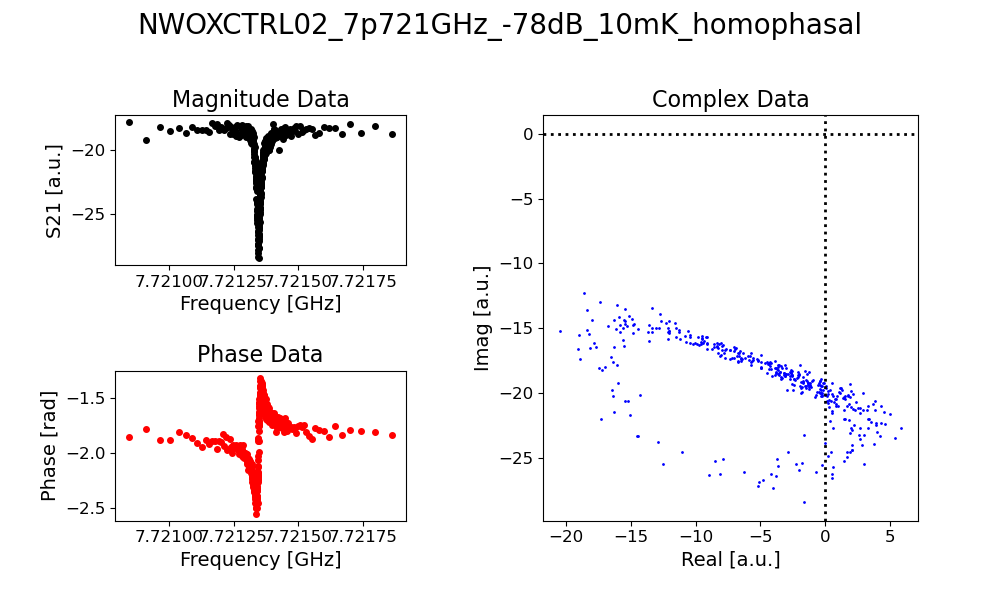 NWOXCTRL02_7p721GHz_-78dB_10mK_homophasal
Magnitude Data
S21 [a.u.]
−20
−25
7.72100 7.72125 7.72150 7.72175
Frequency [GHz]
Phase Data
Phase [rad]
−1.5
−2.0
−2.5
7.72100 7.72125 7.72150 7.72175
Frequency [GHz]
Complex Data
Imag [a.u.]
0
−5
−10
−15
−20
−25
−20 −15 −10 −5 0 5
Real [a.u.]